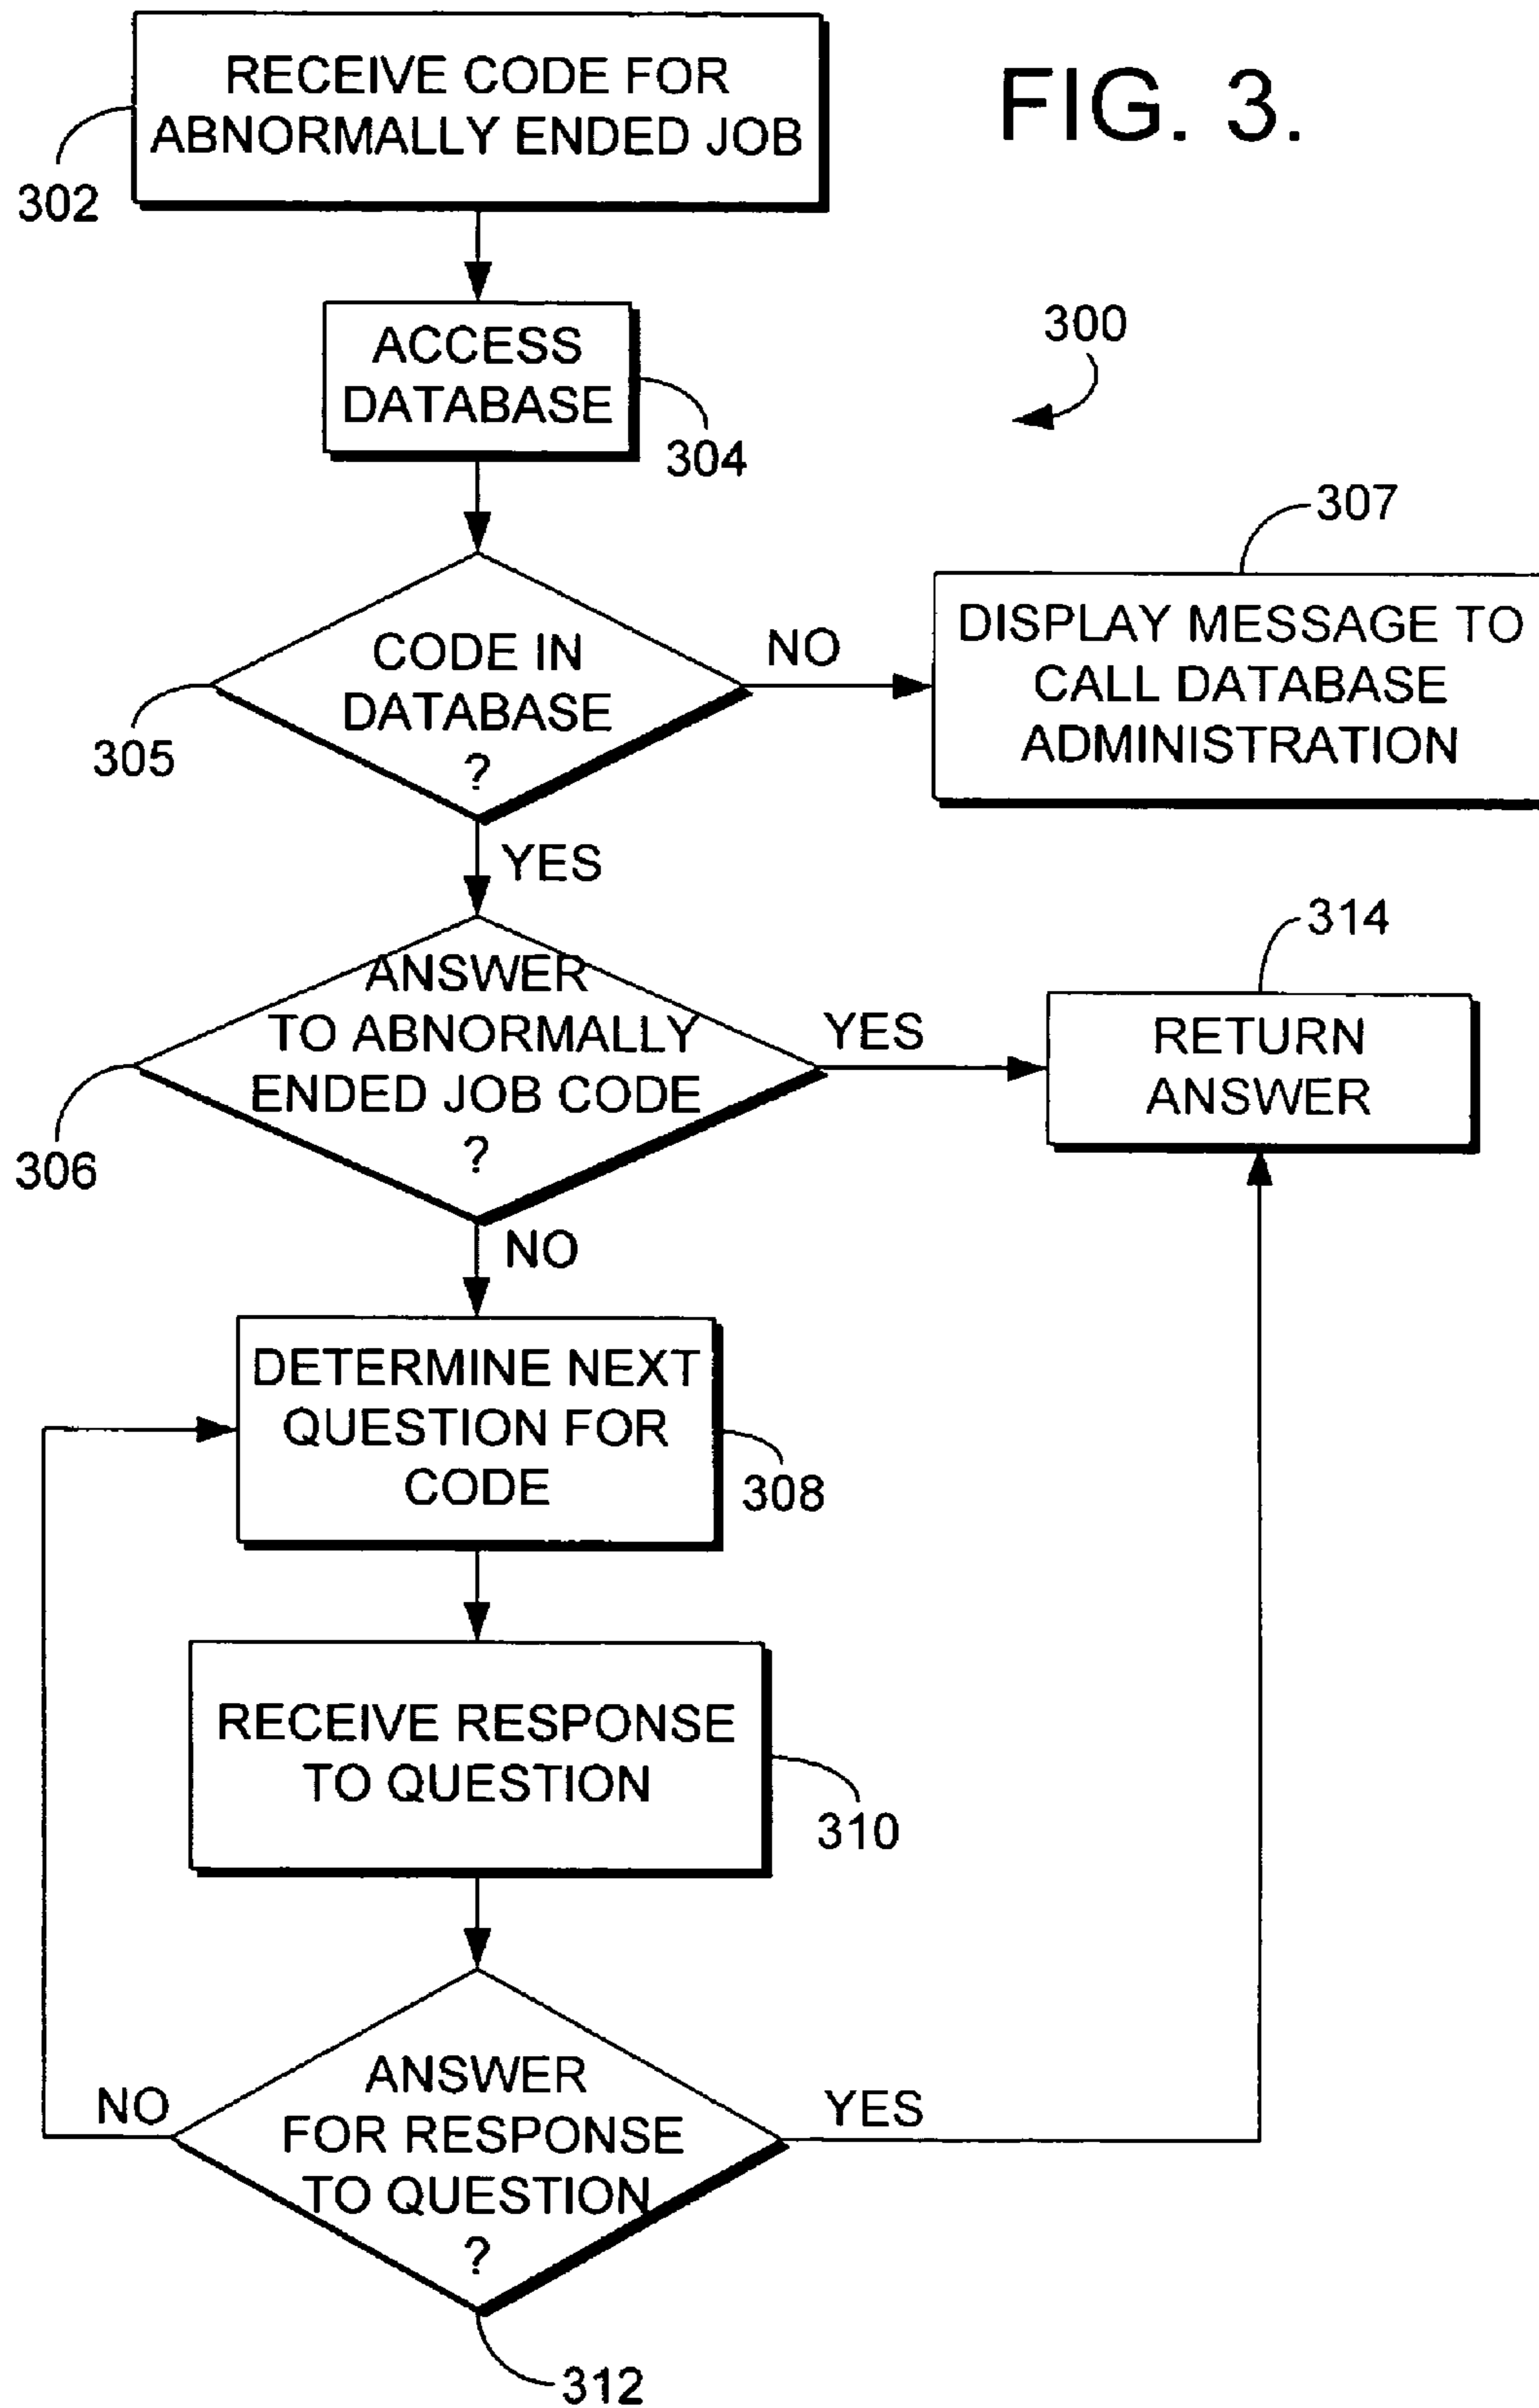 RECEIVE CODE FOR
ABNORMALLY ENDED JOB
FIG. 3.
302
ACCESS
DATABASE
304
300
CODE IN
DATABASE
?
305
NO
307
DISPLAY MESSAGE TO
CALL DATABASE
ADMINISTRATION
YES
ANSWER
TO ABNORMALLY
ENDED JOB CODE
?
306
YES
314
RETURN
ANSWER
NO
DETERMINE NEXT
QUESTION FOR
CODE
308
RECEIVE RESPONSE
TO QUESTION
310
ANSWER
FOR RESPONSE
TO QUESTION
?
NO
YES
312